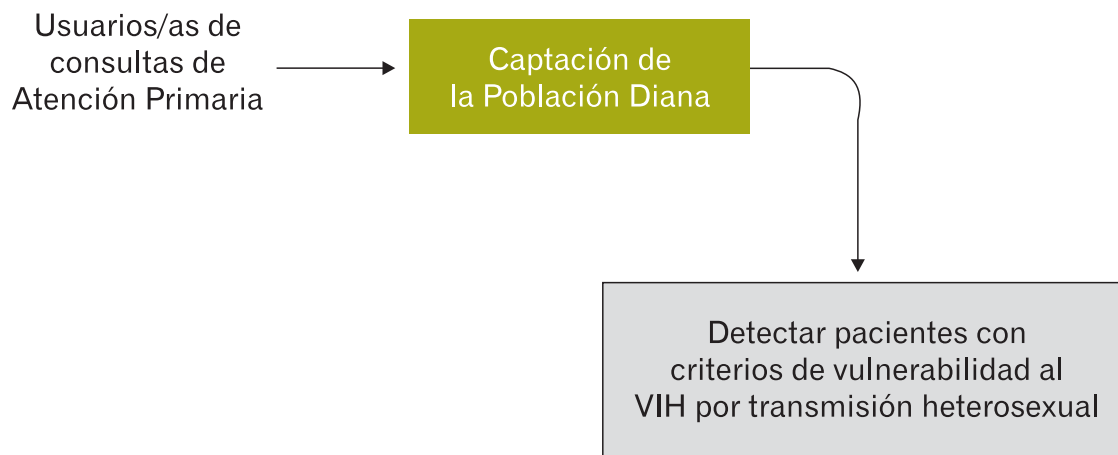 Usuarios/as de
consultas de
Atención Primaria
Captación de
la Población Diana
Detectar pacientes con
criterios de vulnerabilidad al
VIH por transmisión heterosexual